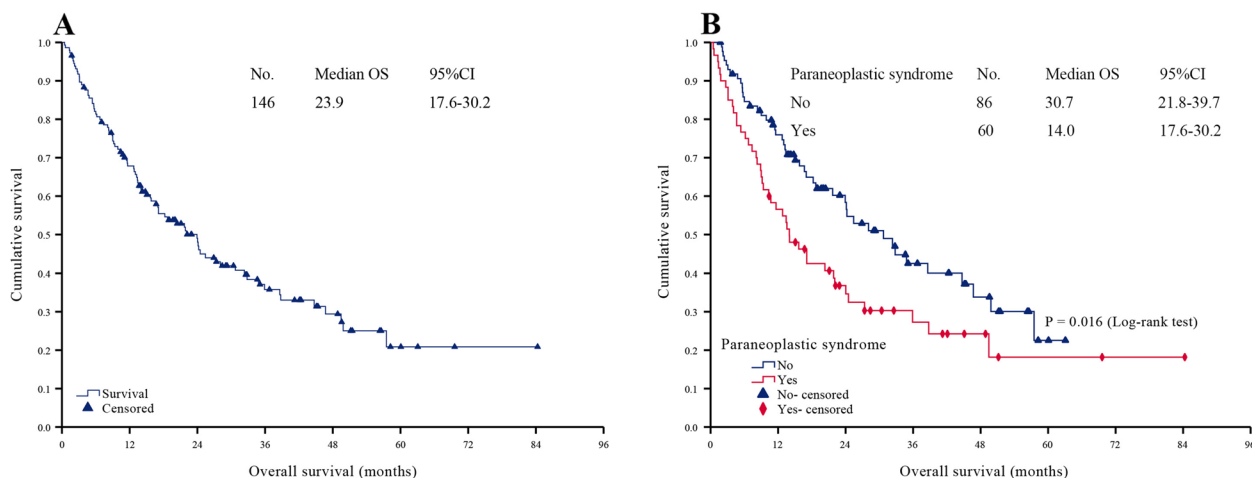 A
No. Median OS 95%CI
146 23.9 17.6-30.2
1.0
0.9
0.8
0.7
0.6
0.5
0.4
0.3
0.2
0.1
0.0
Cumulative survival
Survival
Censored
0 12 24 36 48 60 72 84 96
Overall survival (months)
B
Paraneoplastic syndrome No. Median OS 95%CI
No 86 30.7 21.8-39.7
Yes 60 14.0 17.6-30.2
1.0
0.9
0.8
0.7
0.6
0.5
0.4
0.3
0.2
0.1
0.0
Cumulative survival
P = 0.016 (Log-rank test)
Paraneoplastic syndrome
No
Yes
No- censored
Yes- censored
0 12 24 36 48 60 72 84 96
Overall survival (months)